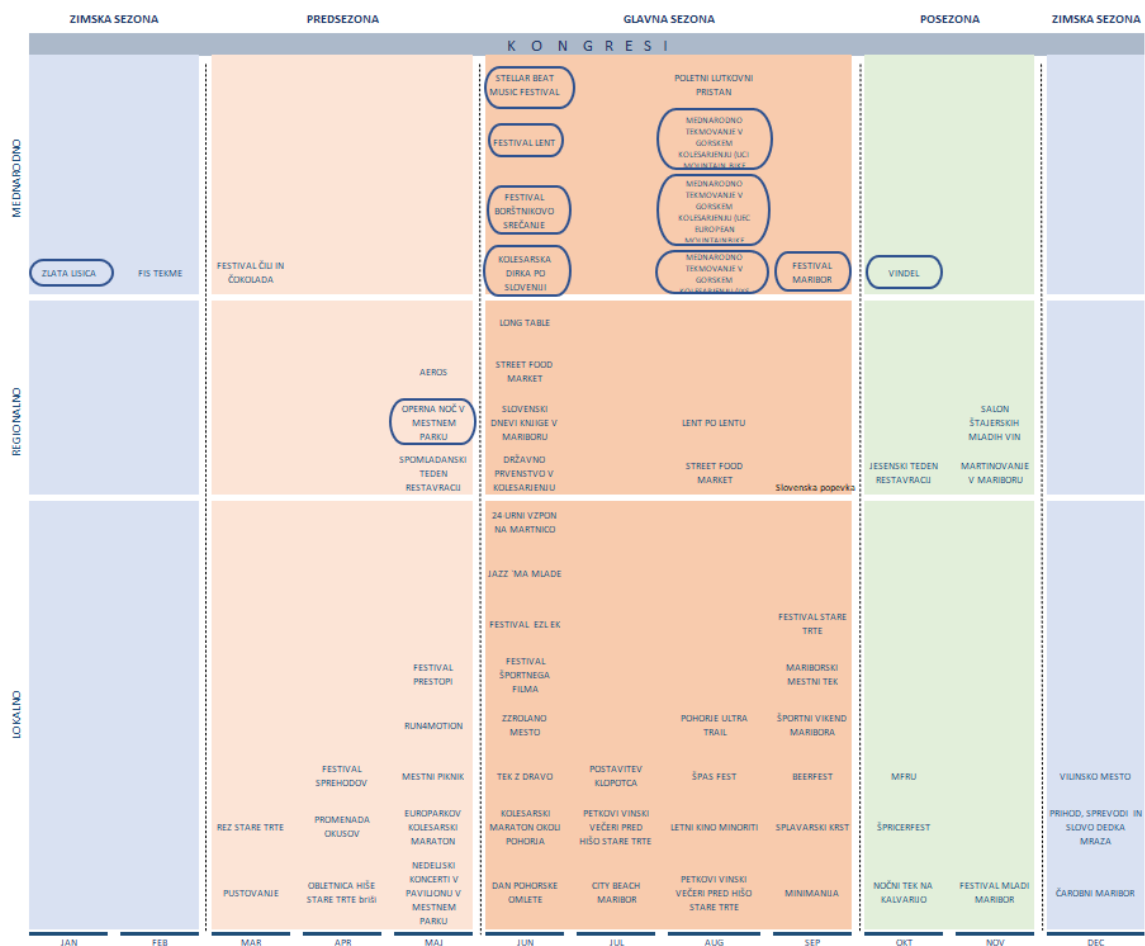 ZIMSKA SEZONA
PREDSEZONA
GLAVNA SEZONA
POSEZONA
ZIMSKA SEZONA
K O N G R E S I
MEDNARODNO
STELLAR BEAT
MUSIC FESTIVAL
POLETNI LUTKOVNI
PRISTAN
FESTIVAL LENT
MEDNARODNO
TEKMOVANJE V
GORSKEM
KOLESARJENJU (UCI
MOUNTAIN BIKE
FESTIVAL
BORŠTNIKOVO
SREČANJE
MEDNARODNO
TEKMOVANJE V
GORSKEM
KOLESARJENJU (UEC
EUROPEAN
MOUNTAINBIKE
ZLATA LISICA
FIS TEKME
FESTIVAL ČILI IN
ČOKOLADA
KOLESARSKA
DIRKA PO
SLOVENIJI
MEDNARODNO
TEKMOVANJE V
GORSKEM
FESTIVAL
MARIBOR
VINDEL
REGIONALNO
LONG TABLE
AEROS
STREET FOOD
MARKET
OPERNA NOČ V
MESTNEM
PARKU
SLOVENSKI
DNEVI KNJIGE V
MARIBORU
LENT PO LENTU
SALON
ŠTAJERSKIH
MLADIH VIN
SPOMLADANSKI
TEDEN
RESTAVRACIJ
DRŽAVNO
PRVENSTVO V
KOLESARJENJU
STREET FOOD
MARKET
Slovenska popevka
JESENSKI TEDEN
RESTAVRACIJ
MARTINOVANJE
V MARIBORU
LOKALNO
24-URNI VZPON
NA MARTNICO
JAZZ 'MA MLADE
FESTIVAL EZL EK
FESTIVAL STARE
TRTE
FESTIVAL
PRESTOPI
FESTIVAL
ŠPORTNEGA
FILMA
MARIBORSKI
MESTNI TEK
RUN4MOTION
ZZROLANO
MESTO
POHORJE ULTRA
TRAIL
ŠPORTNI VIKEND
MARIBORA
FESTIVAL
SPREHODOV
MESTNI PIKNIK
TEK Z DRAVO
POSTAVITEV
KLOPOTCA
ŠPAS FEST
BEERFEST
MFRU
VILINSKO MESTO
REZ STARE TRTE
PROMENADA
OKUSOV
EUROPARKOV
KOLESARSKI
MARATON
KOLESARSKI
MARATON OKOLI
POHORJA
PETKOVI VINSKI
VEČERI PRED
HIŠO STARE TRTE
LETNI KINO MINORITI
SPLAVARSKI KRST
ŠPRICERFEST
PRIHOD, SPREVODI IN
SLOVO DEDKA
MRAZA
PUSTOVANJE
OBLETNICA HIŠE
STARE TRTE briši
NEDELJSKI
KONCERTI V
PAVILJONU V
MESTNEM
PARKU
DAN POHORSKE
OMLETE
CITY BEACH
MARIBOR
PETKOVI VINSKI
VEČERI PRED HIŠO
STARE TRTE
MINIMANIJA
NOČNI TEK NA
KALVARIJO
FESTIVAL MLADI
MARIBOR
ČAROBNI MARIBOR
JAN
FEB
MAR
APR
MAJ
JUN
JUL
AUG
SEP
OKT
NOV
DEC